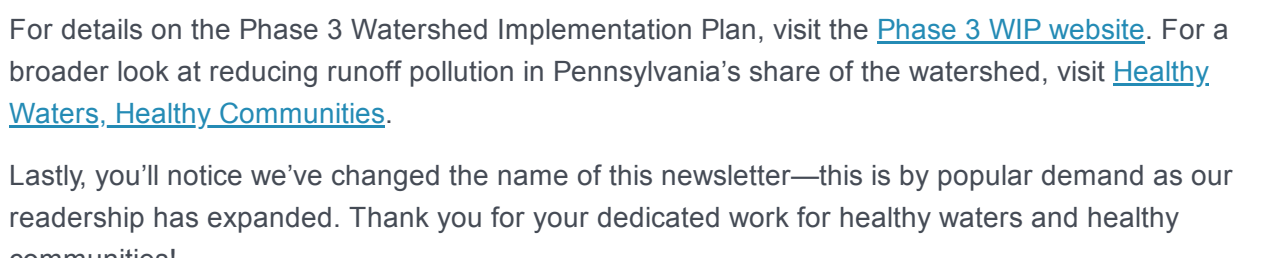 For details on the Phase 3 Watershed Implementation Plan, visit the Phase 3 WIP website. For a
broader look at reducing runoff pollution in Pennsylvania’s share of the watershed, visit Healthy
Waters, Healthy Communities.
Lastly, you’ll notice we’ve changed the name of this newsletter—this is by popular demand as our
readership has expanded. Thank you for your dedicated work for healthy waters and healthy
communities!